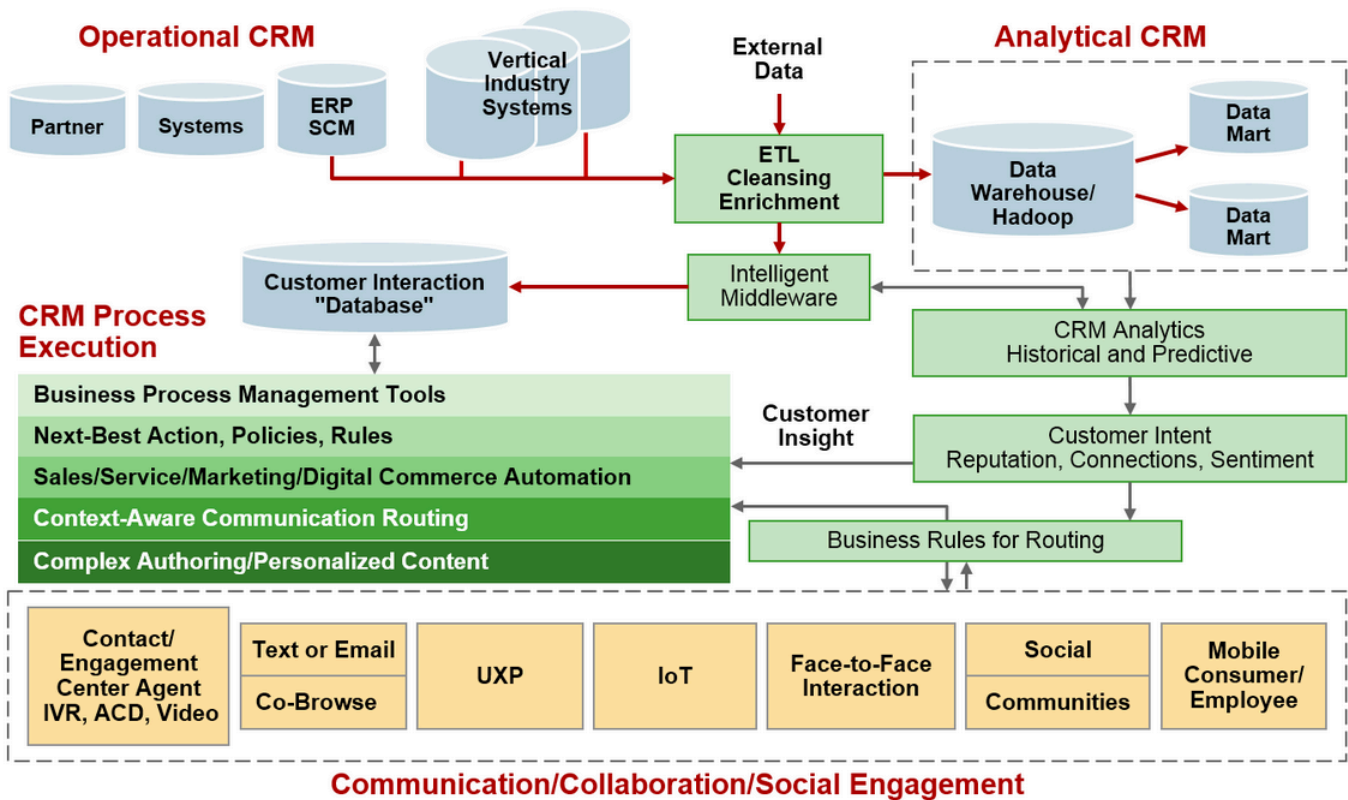 Operational CRM
Partner
Systems
ERP
SCM
Vertical
Industry
Systems
External
Data
Analytical CRM
ETL
Cleansing
Enrichment
Data
Warehouse/
Hadoop
Data
Mart
Data
Mart
Customer Interaction
"Database"
Intelligent
Middleware
CRM Process
Execution
CRM Analytics
Historical and Predictive
Business Process Management Tools
Next-Best Action, Policies, Rules
Sales/Service/Marketing/Digital Commerce Automation
Context-Aware Communication Routing
Complex Authoring/Personalized Content
Customer
Insight
Customer Intent
Reputation, Connections, Sentiment
Business Rules for Routing
Contact/
Engagement
Center Agent
IVR, ACD, Video
Text or Email
Co-Browse
UXP
IoT
Face-to-Face
Interaction
Social
Communities
Mobile
Consumer/
Employee
Communication/Collaboration/Social Engagement